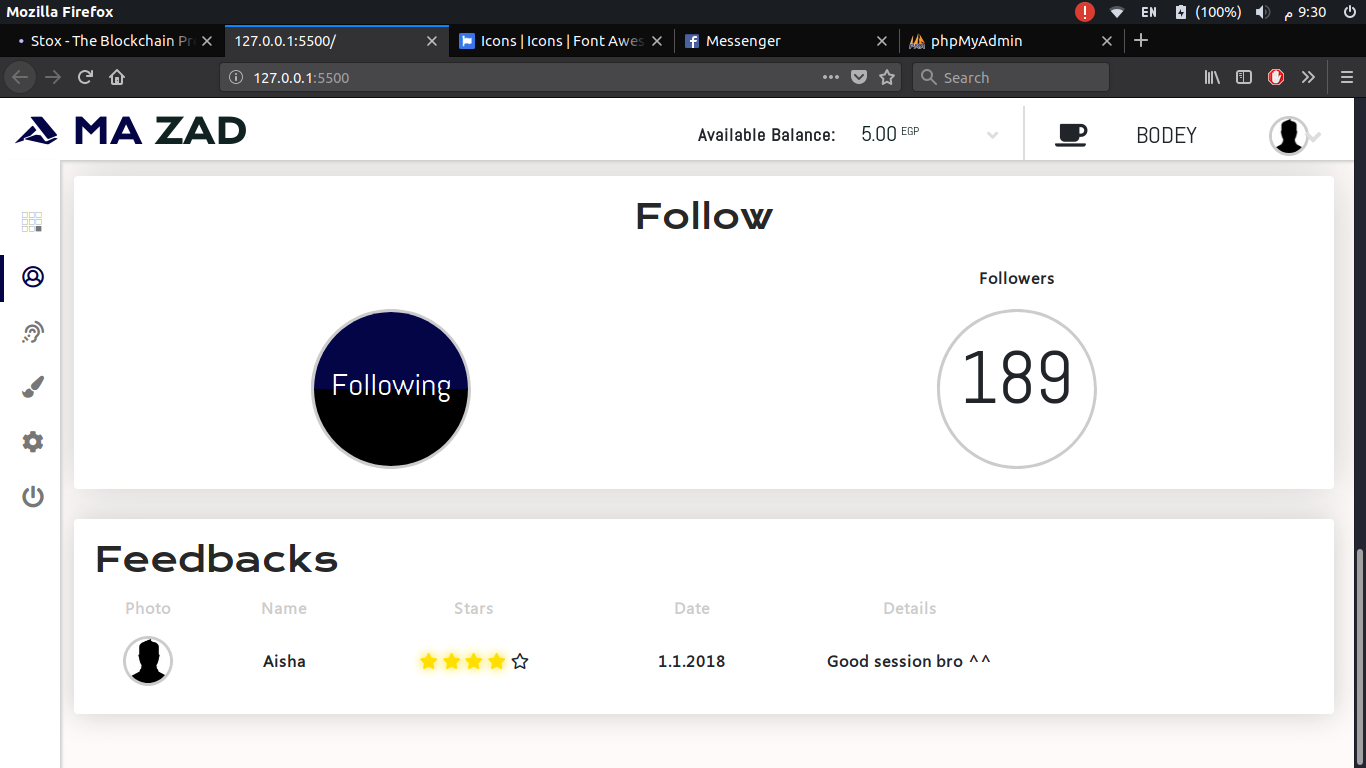 Mozilla Firefox
EN (100%) 9:30 م
Stox - The Blockchain Pr
127.0.0.1:5500/
Icons | Icons | Font Awes
Messenger
phpMyAdmin
127.0.0.1:5500
Search
MA ZAD
Available Balance: 5.00 EGP
BODEY
Follow
Followers
Following
189
Feedbacks
Photo Name Stars Date Details
Aisha 1.1.2018 Good session bro ^^